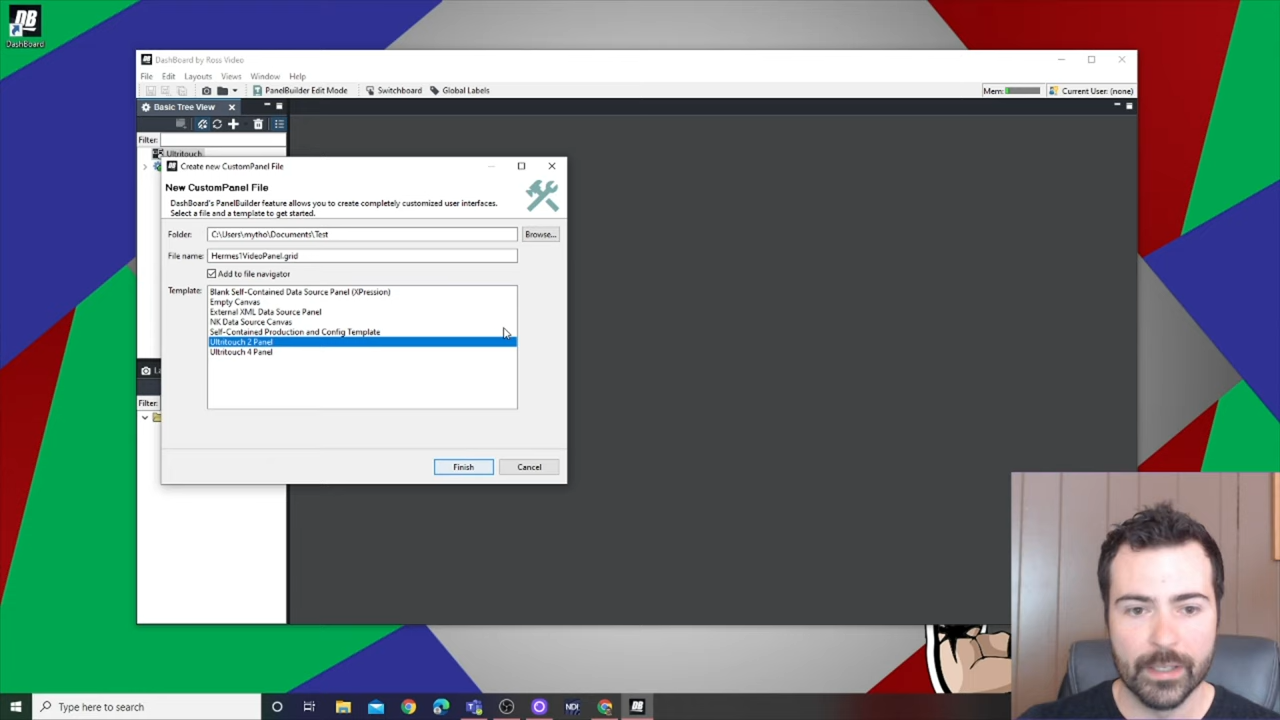 DB
DashBoard
DashBoard by Ross Video
File Edit Layouts Views Window Help
PanelBuilder Edit Mode Switchboard Global Labels Mem: Current User: (none)
Basic Tree View
Filter:
Ultritouch
Create new CustomPanel File
New CustomPanel File
DashBoard's PanelBuilder feature allows you to create completely customized user interfaces.
Select a file and a template to get started.
Folder: C:\Users\mytho\Documents\Test Browse...
File name: Hermes1VideoPanel.grid
Add to file navigator
Template: Blank Self-Contained Data Source Panel (XPression)
Empty Canvas
External XML Data Source Panel
NK Data Source Canvas
Self-Contained Production and Config Template
Ultritouch 2 Panel
Ultritouch 4 Panel
Filter:
Finish Cancel
Type here to search
NDI
DB